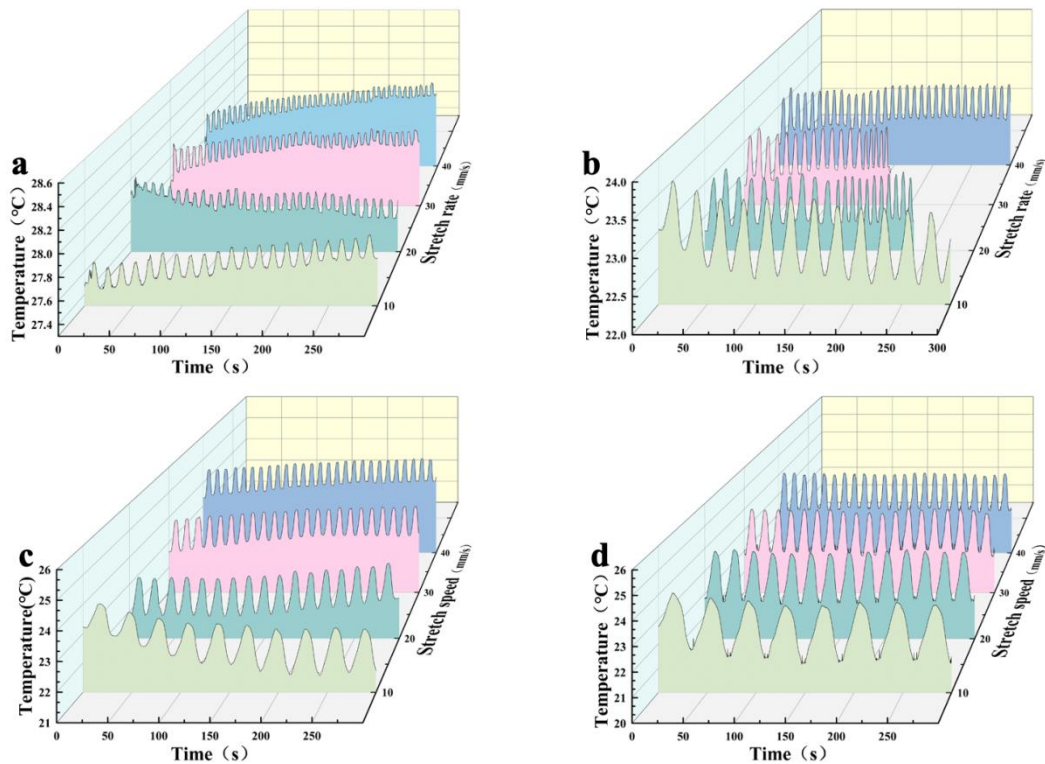 a
28.6
28.4
28.2
28.0
27.8
27.6
27.4
Temperature (℃)
0 50 100 150 200 250
Time（s）
10
20
30
40
Stretch rate（mm/s）
b
24.0
23.5
23.0
22.5
22.0
Temperature (℃)
0 50 100 150 200 250 300
Time（s）
10
20
30
40
Stretch rate（mm/s）
c
26
25
24
23
22
21
Temperature(℃)
0 50 100 150 200 250
Time（s）
10
20
30
40
Stretch speed（mm/s）
d
26
25
24
23
22
21
20
Temperature（℃）
0 50 100 150 200 250
Time（s）
10
20
30
40
Stretch speed（mm/s）